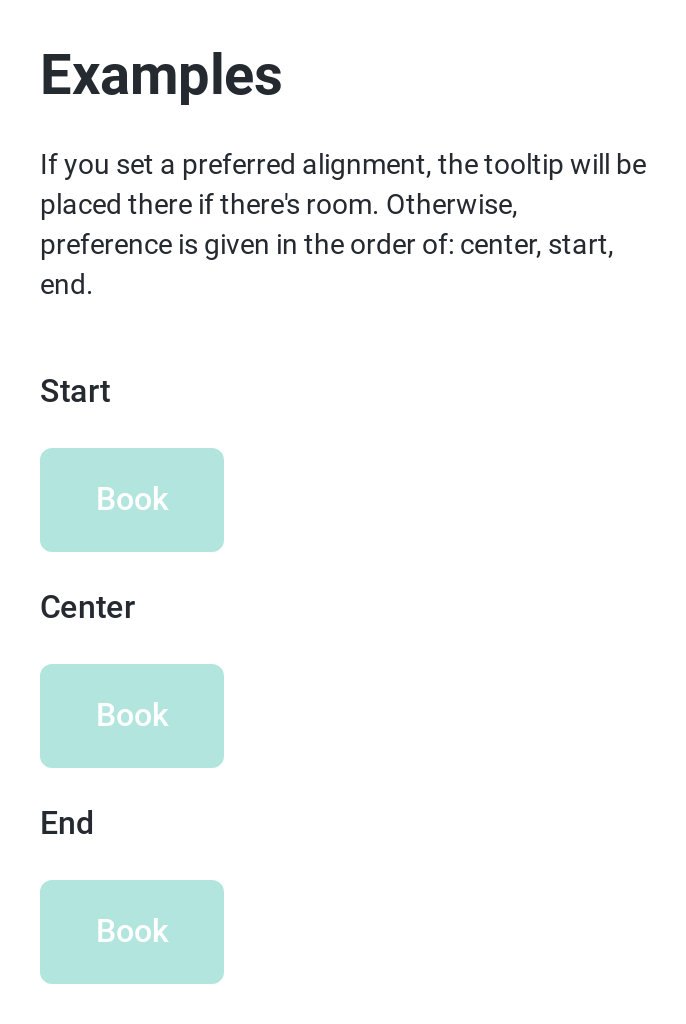 Examples
If you set a preferred alignment, the tooltip will be
placed there if there's room. Otherwise,
preference is given in the order of: center, start,
end.
Start
Book
Center
Book
End
Book